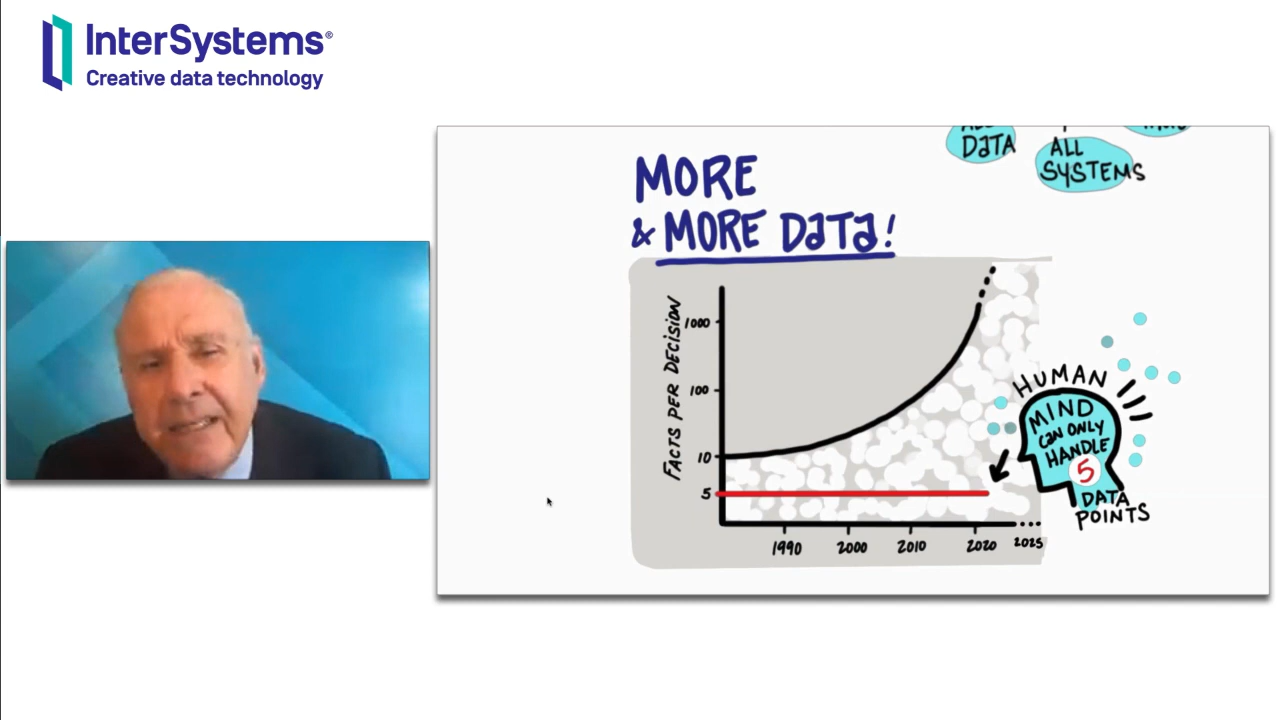 InterSystems®
Creative data technology
DATA
ALL
SYSTEMS
MORE
& MORE DATA!
FACTS PER DECISION
1000
100
10
5
1990
2000
2010
2020
2025
HUMAN
MIND
CAN ONLY
HANDLE
5
DATA
POINTS